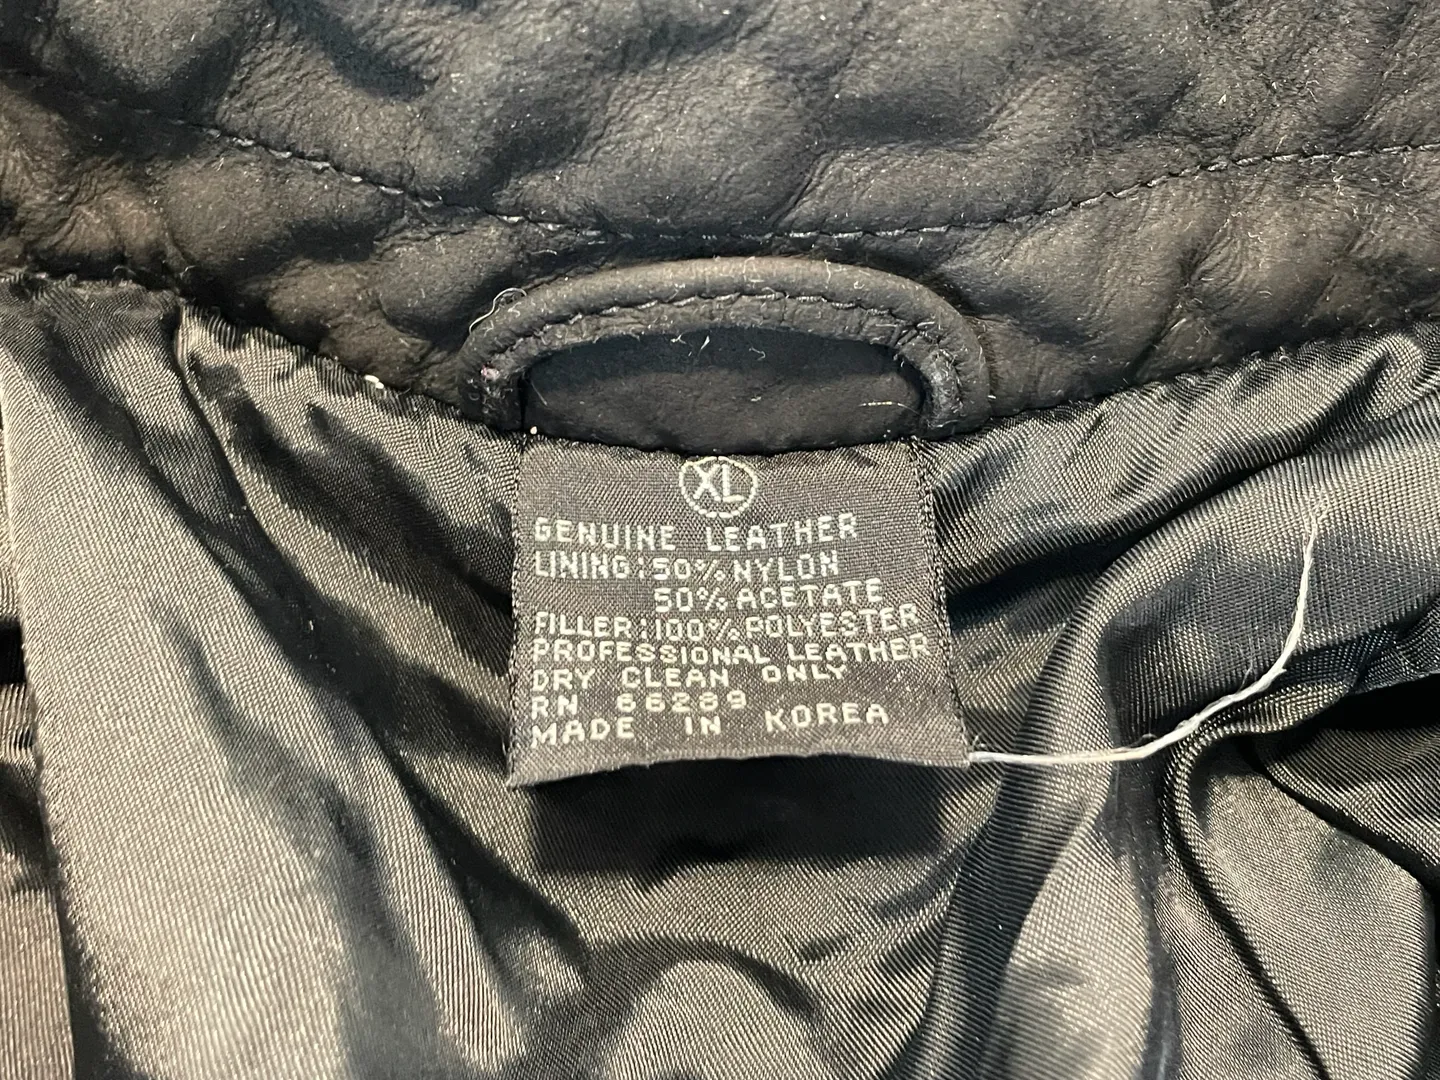 XL
GENUINE LEATHER
LINING:50% NYLON
50% ACETATE
FILLER:100% POLYESTER
PROFESSIONAL LEATHER
DRY CLEAN ONLY
RN 66289
MADE IN KOREA